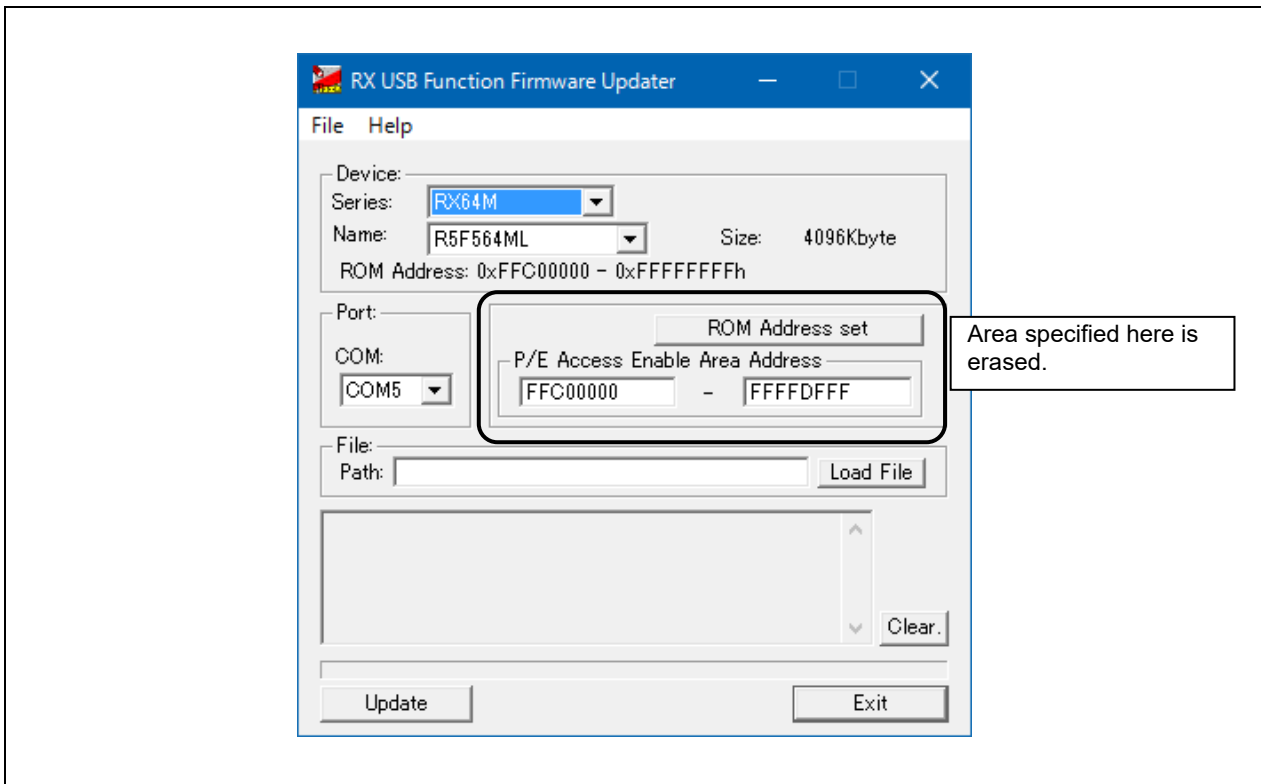 RX USB Function Firmware Updater
File Help
Device:
Series: RX64M
Name: R5F564ML Size: 4096Kbyte
ROM Address: 0xFFC00000 - 0xFFFFFFFFh
Port:
COM:
COM5
ROM Address set
P/E Access Enable Area Address
FFC00000 - FFFFDFFF
Area specified here is
erased.
File:
Path: Load File
Clear.
Update Exit